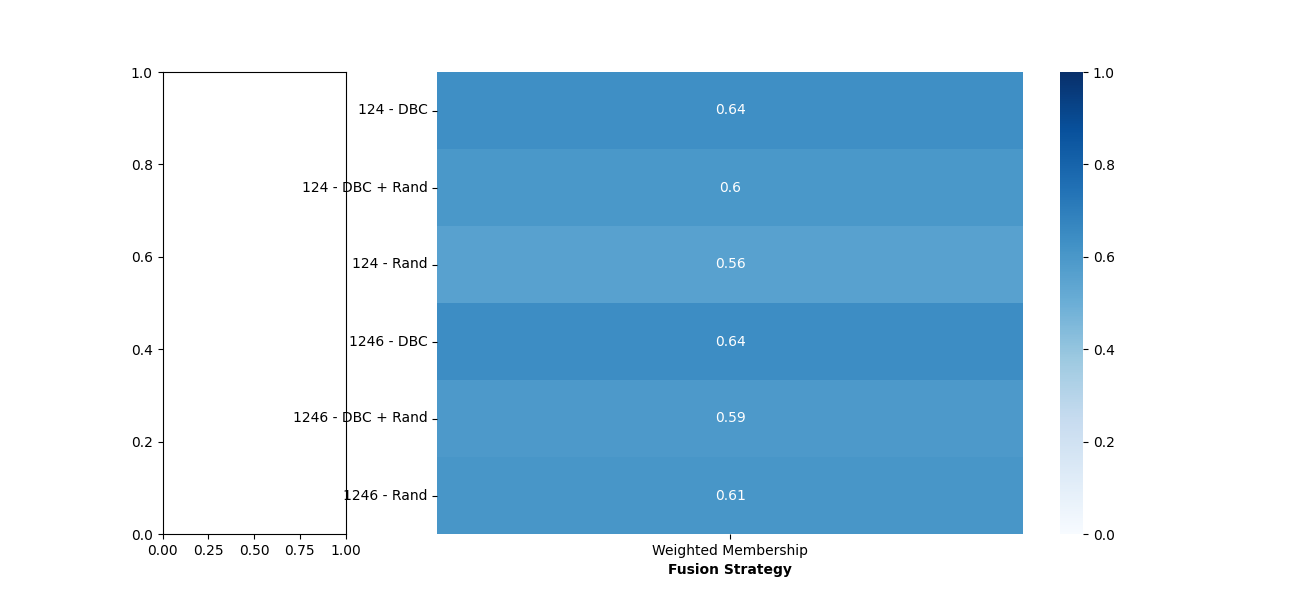 1.0
0.8
0.6
0.4
0.2
0.0
0.00 0.25 0.50 0.75 1.00
124 - DBC
124 - DBC + Rand
124 - Rand
1246 - DBC
1246 - DBC + Rand
1246 - Rand
0.64
0.6
0.56
0.64
0.59
0.61
Weighted Membership
Fusion Strategy
1.0
0.8
0.6
0.4
0.2
0.0